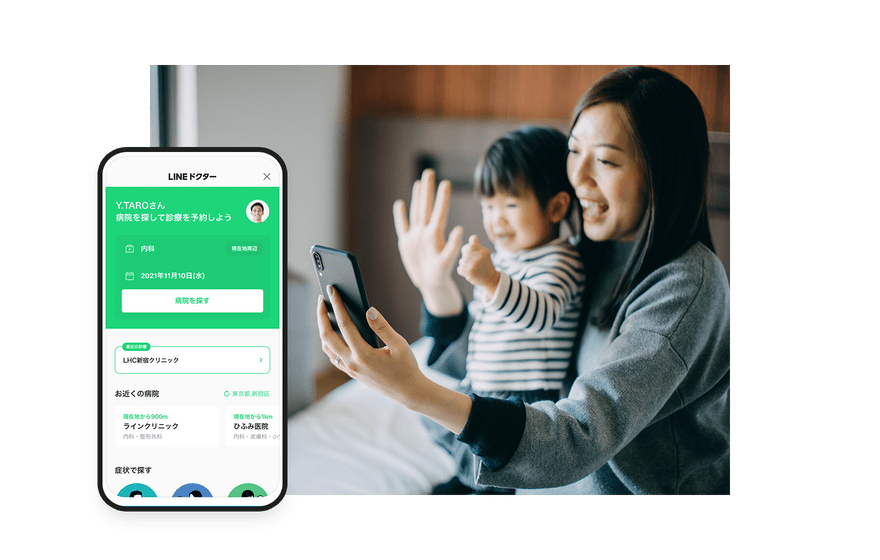 LINEドクター
Y.TAROさん
病院を探して診療を予約しよう
内科
現在地周辺
2021年11月10日(水)
病院を探す
最近の診療
LHC新宿クリニック
お近くの病院
東京都,新宿区
現在地から900m
現在地から1km
ラインクリニック
ひふみ医院
内科・整形外科
内科・皮膚科・小
症状で探す